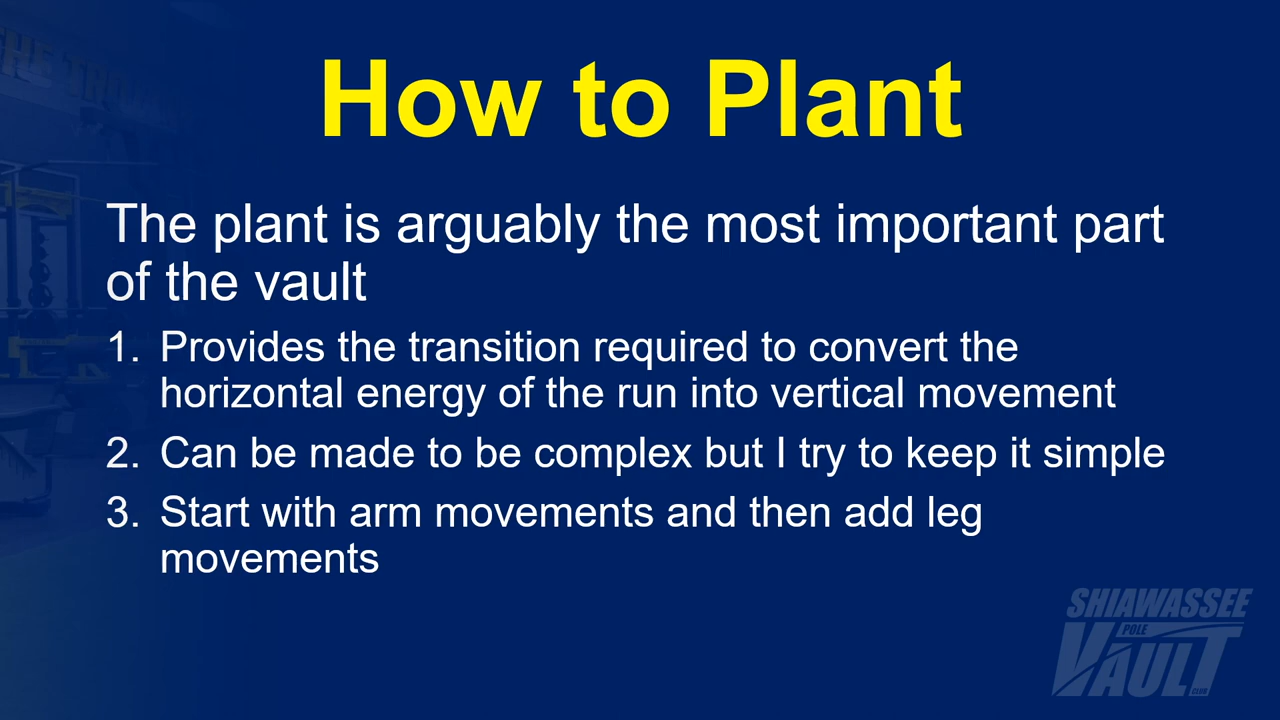 How to Plant
The plant is arguably the most important part
of the vault
1. Provides the transition required to convert the
horizontal energy of the run into vertical movement
2. Can be made to be complex but I try to keep it simple
3. Start with arm movements and then add leg
movements
SHIAWASSEE
POLE
VAULT
CLUB